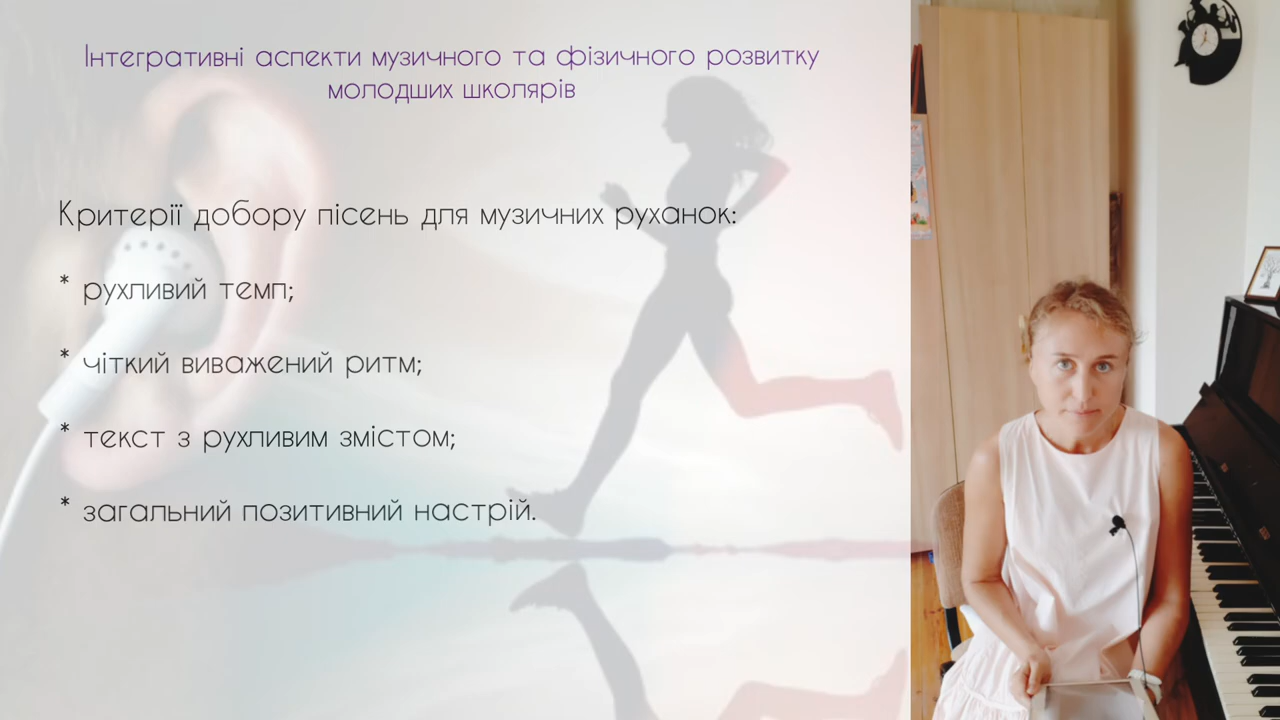 Інтегративні аспекти музичного та фізичного розвитку
молодших школярів
Критерії добору пісень для музичних руханок:
* рухливий темп;
* чіткий виважений ритм;
* текст з рухливим змістом;
* загальний позитивний настрій.